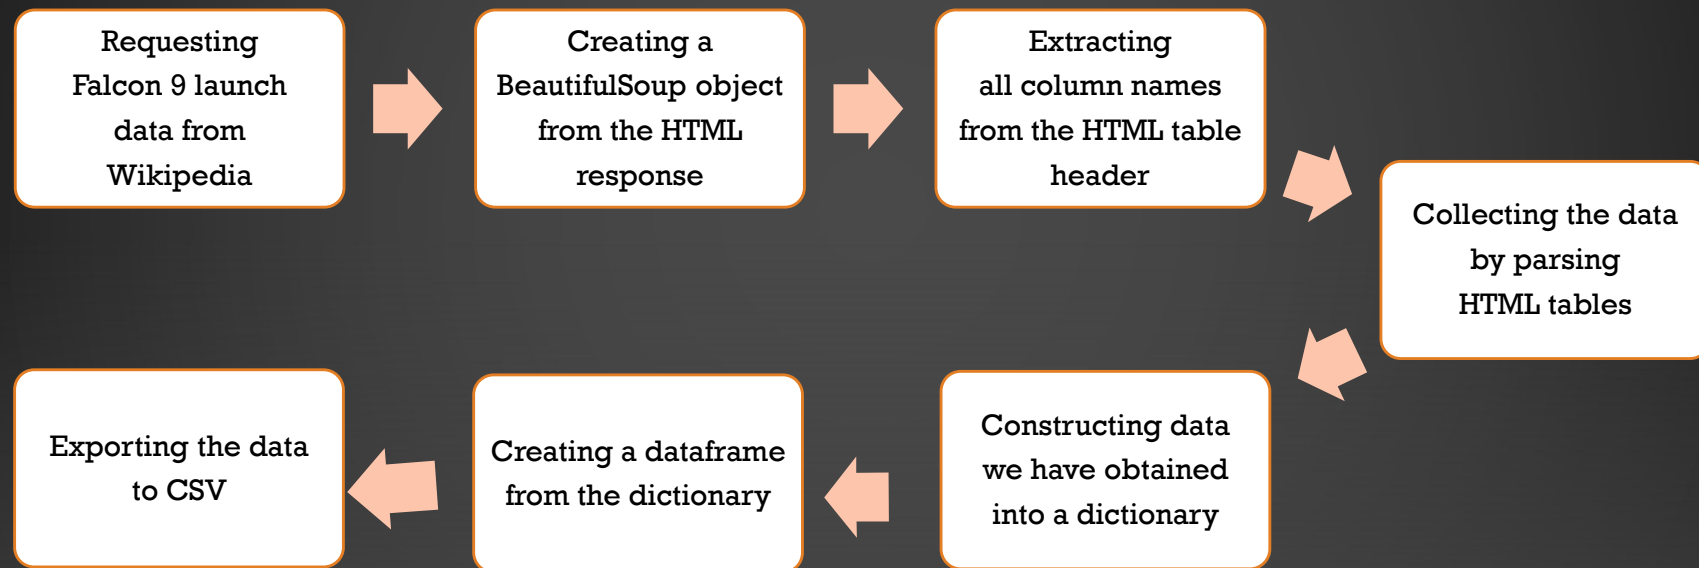 Requesting
Falcon 9 launch
data from
Wikipedia
Creating a
BeautifulSoup object
from the HTML
response
Extracting
all column names
from the HTML table
header
Collecting the data
by parsing
HTML tables
Constructing data
we have obtained
into a dictionary
Creating a dataframe
from the dictionary
Exporting the data
to CSV